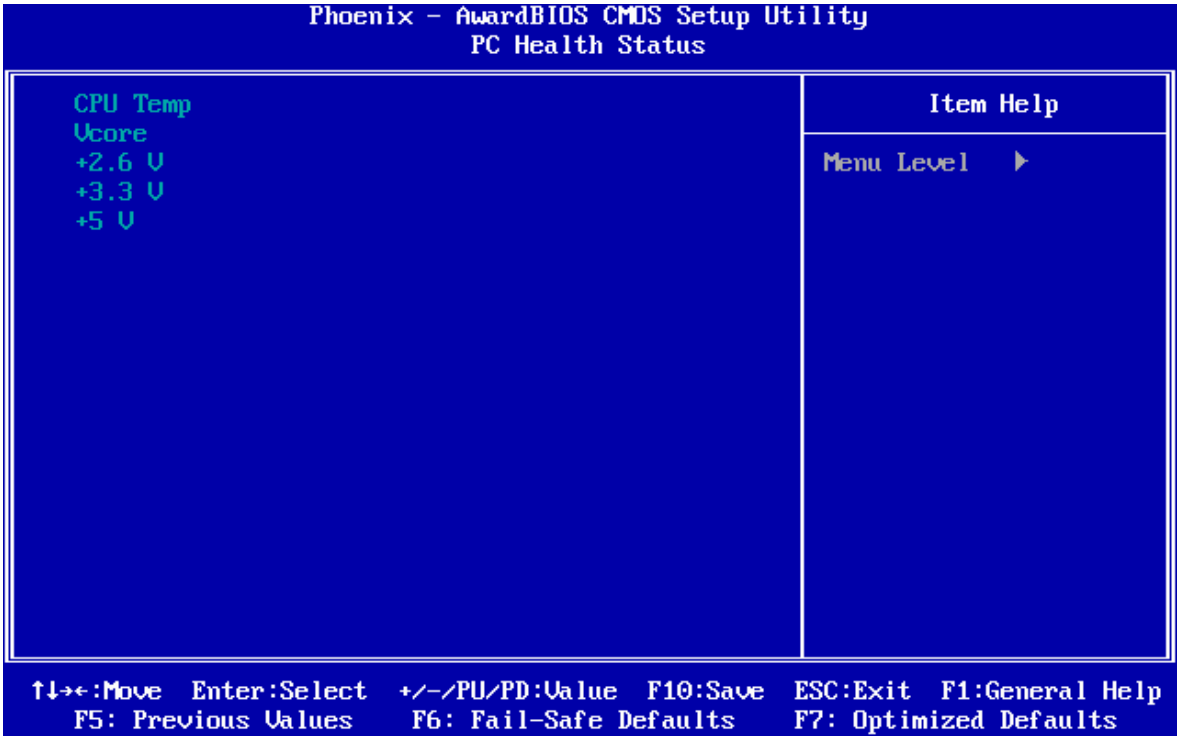 Phoenix - AwardBIOS CMOS Setup Utility
PC Health Status
CPU Temp
Vcore
+2.6 V
+3.3 V
+5 V
Item Help
Menu Level ▶
↑↓→←:Move Enter:Select +/-/PU/PD:Value F10:Save ESC:Exit F1:General Help
F5: Previous Values F6: Fail-Safe Defaults F7: Optimized Defaults